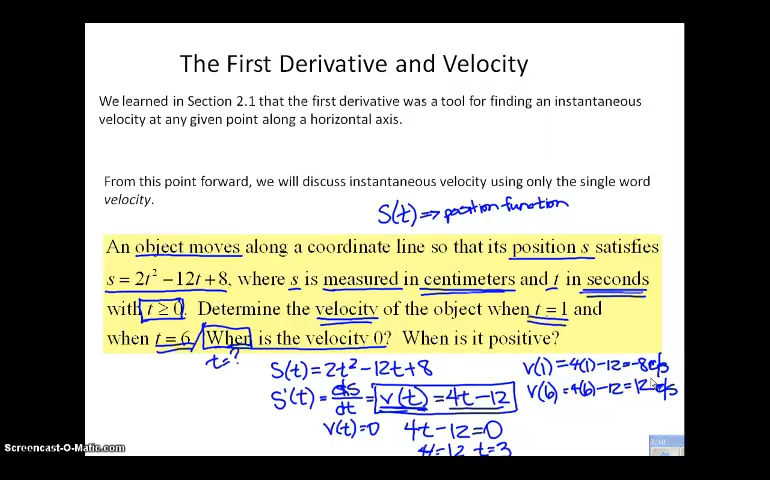 The First Derivative and Velocity
We learned in Section 2.1 that the first derivative was a tool for finding an instantaneous
velocity at any given point along a horizontal axis.
From this point forward, we will discuss instantaneous velocity using only the single word
velocity.
S(t) ⇒ position function
An object moves along a coordinate line so that its position s satisfies
s = 2t² − 12t + 8, where s is measured in centimeters and t in seconds
with t ≥ 0. Determine the velocity of the object when t = 1 and
when t = 6. When is the velocity 0? When is it positive?
t = ?
S(t) = 2t² − 12t + 8
S'(t) = ds/dt = v(t) = 4t − 12
v(t) = 0 4t − 12 = 0
4t = 12 t = 3
v(1) = 4(1) − 12 = −8 c/s
v(6) = 4(6) − 12 = 12 c/s
7/10
Screencast-O-Matic.com